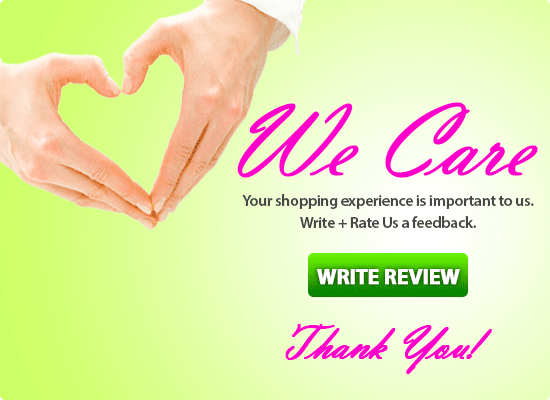 We Care
Your shopping experience is important to us.
Write + Rate Us a feedback.
WRITE REVIEW
Thank You!